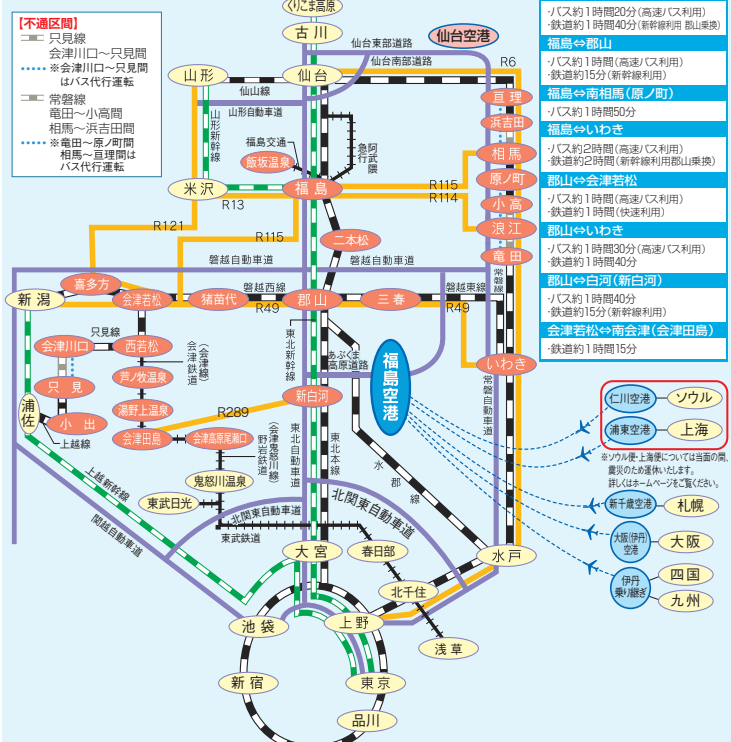 【不通区間】
只見線
会津川口～只見間
※会津川口～只見間
はバス代行運転
常磐線
竜田～小高間
相馬～浜吉田間
※竜田～原ノ町間
相馬～亘理間は
バス代行運転
くりこま高原
古川
仙台東部道路
仙台空港
仙台南部道路
R6
山形
仙台
仙山線
山形自動車道
山形新幹線
福島交通
飯坂温泉
阿武隈
急行
亘理
浜吉田
相馬
原ノ町
小高
浪江
竜田
米沢
福島
R13
R115
R114
R121
R115
二本松
磐越自動車道
磐越自動車道
常磐線
新潟
喜多方
会津若松
猪苗代
磐越西線
R49
郡山
三春
磐越東線
R49
只見線
会津川口
西若松
会津鉄道
(会津線)
東北新幹線
あぶくま
高原道路
福島空港
いわき
只見
芦ノ牧温泉
湯野上温泉
新白河
常磐自動車道
浦佐
小出
上越線
会津田島
R289
会津高原尾瀬口
野岩鉄道
(会津鬼怒川線)
東北自動車道
東北本線
水郡線
鬼怒川温泉
上越新幹線
関越自動車道
東武日光
北関東自動車道
北関東自動車道
東武鉄道
大宮
春日部
水戸
北千住
池袋
上野
浅草
新宿
東京
品川
･バス約1時間20分(高速バス利用)
･鉄道約1時間40分(新幹線利用 郡山乗換)
福島⇔郡山
･バス約1時間(高速バス利用)
･鉄道約15分(新幹線利用)
福島⇔南相馬(原ノ町)
･バス約1時間50分
福島⇔いわき
･バス約2時間(高速バス利用)
･鉄道約2時間(新幹線利用郡山乗換)
郡山⇔会津若松
･バス約1時間(高速バス利用)
･鉄道約1時間(快速利用)
郡山⇔いわき
･バス約1時間30分(高速バス利用)
･鉄道約1時間40分
郡山⇔白河(新白河)
･バス約1時間40分
･鉄道約15分(新幹線利用)
会津若松⇔南会津(会津田島)
･鉄道約1時間15分
仁川空港
ソウル
浦東空港
上海
※ソウル便・上海便については当面の間、
震災のため運休いたします。
詳しくはホームページをご覧ください。
新千歳空港
札幌
大阪(伊丹)
空港
大阪
伊丹
乗り継ぎ
四国
九州